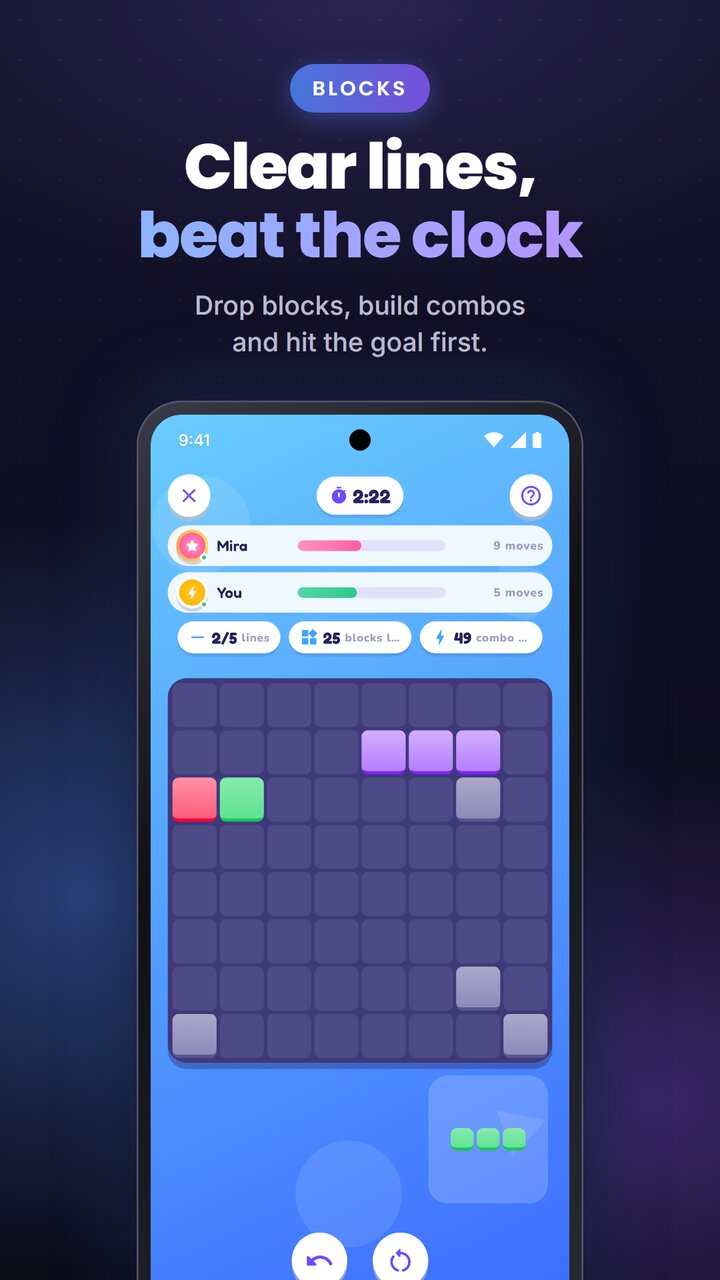 BLOCKS
Clear lines,
beat the clock
Drop blocks, build combos
and hit the goal first.
9:41
2:22
Mira 9 moves
You 5 moves
2/5 lines 25 blocks l... 49 combo ...